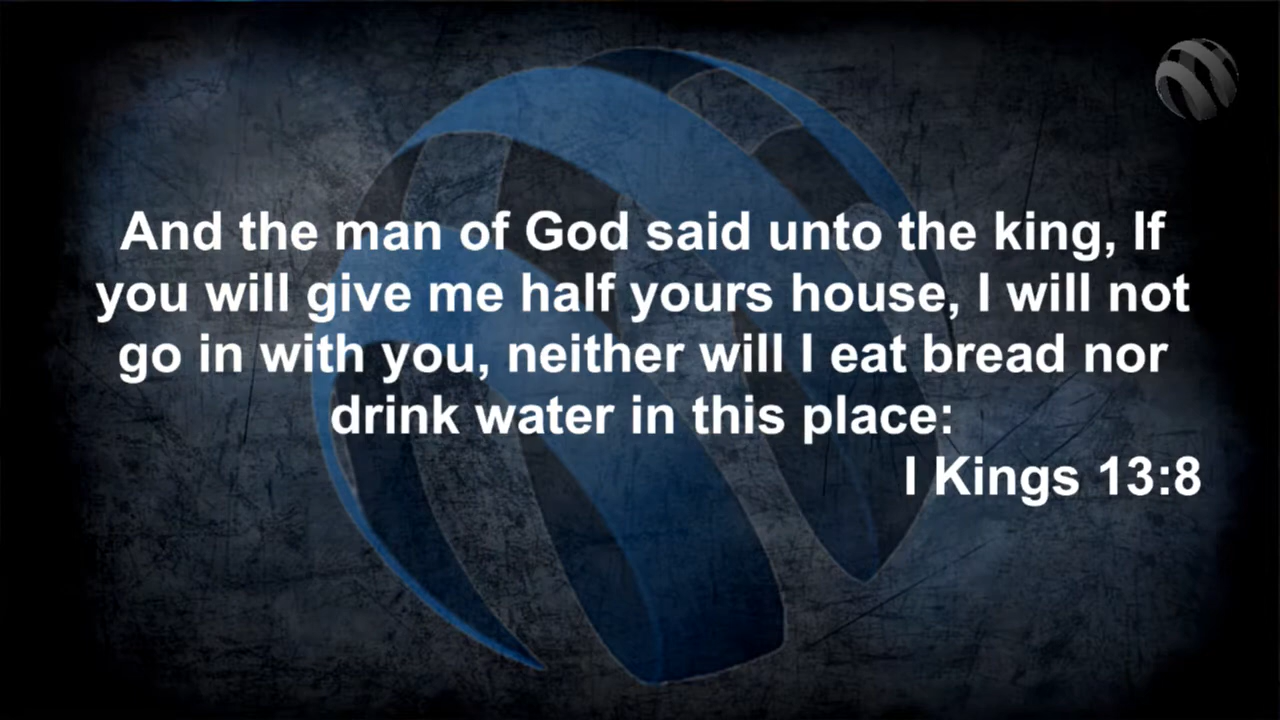 And the man of God said unto the king, If
you will give me half yours house, I will not
go in with you, neither will I eat bread nor
drink water in this place:
I Kings 13:8